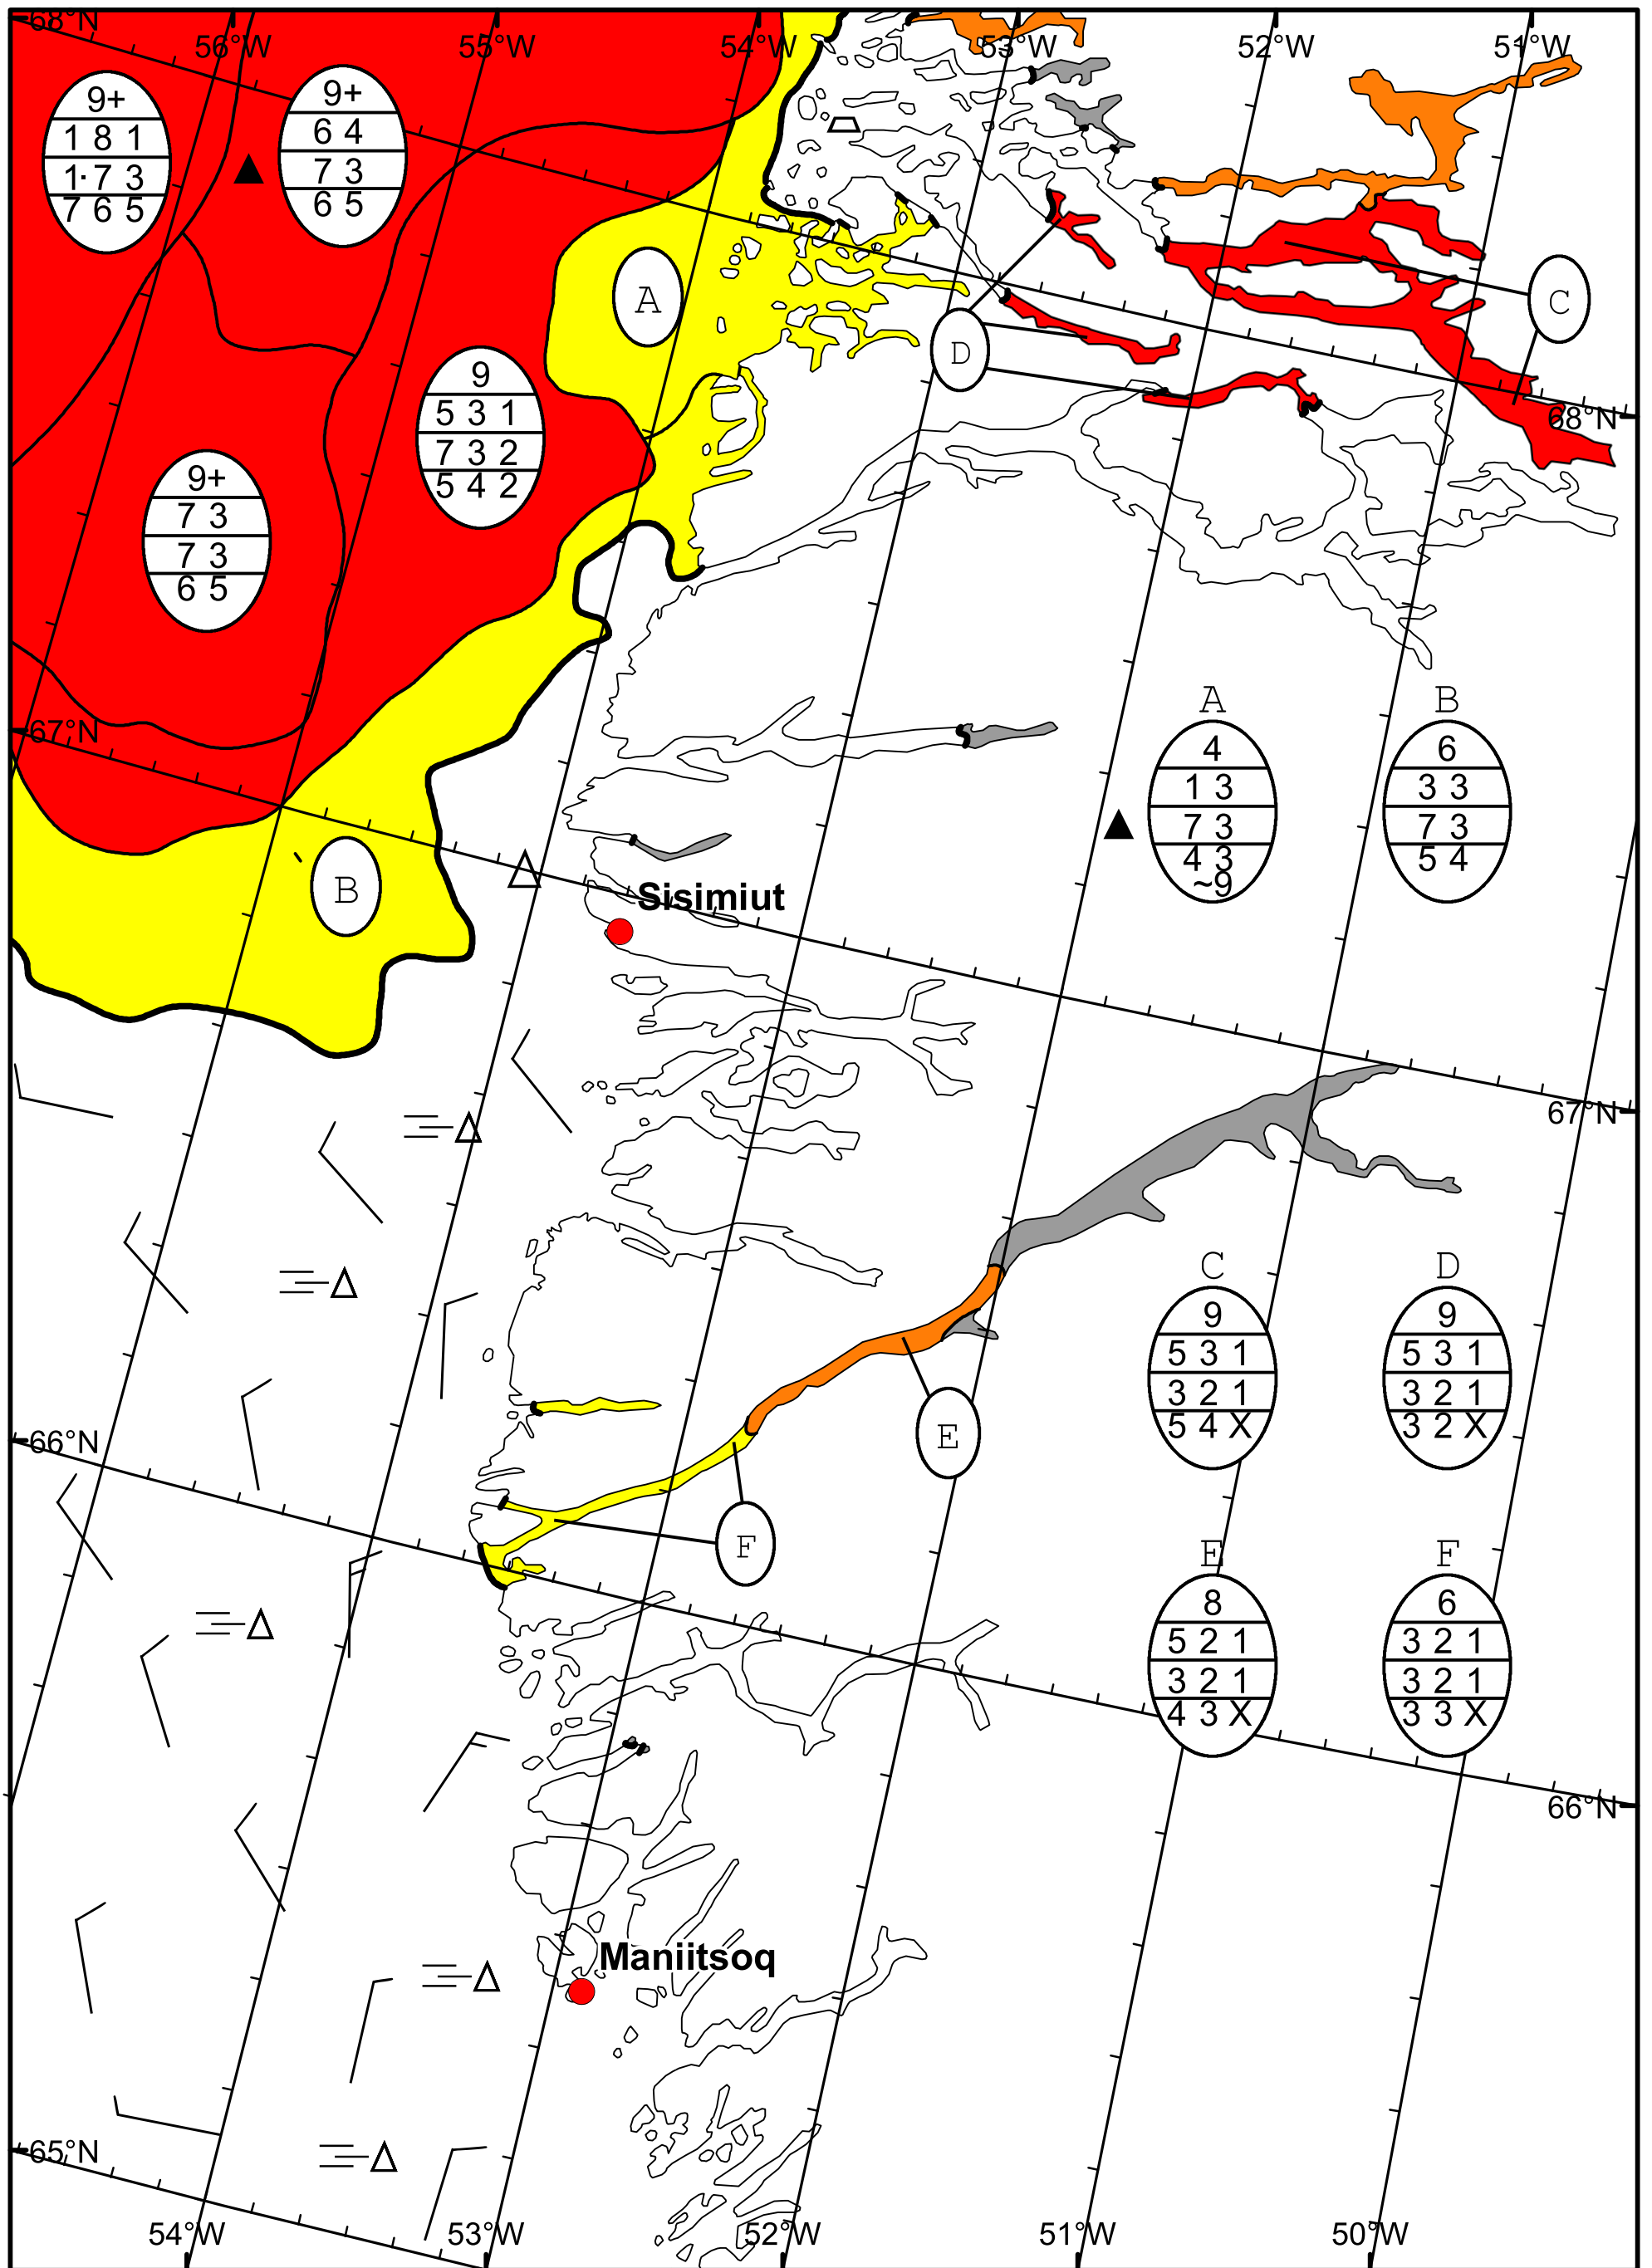 68°N
56°W
55°W
54°W
53°W
52°W
51°W
9+
1 8 1
1· 7 3
7 6 5
9+
6 4
7 3
6 5
A
C
D
9
5 3 1
7 3 2
5 4 2
68°N
9+
7 3
7 3
6 5
67°N
A
4
1 3
7 3
4 3
~9
B
6
3 3
7 3
5 4
B
Sisimiut
67°N
C
9
5 3 1
3 2 1
5 4 X
D
9
5 3 1
3 2 1
3 2 X
E
66°N
F
E
8
5 2 1
3 2 1
4 3 X
F
6
3 2 1
3 2 1
3 3 X
66°N
Maniitsoq
65°N
54°W
53°W
52°W
51°W
50°W